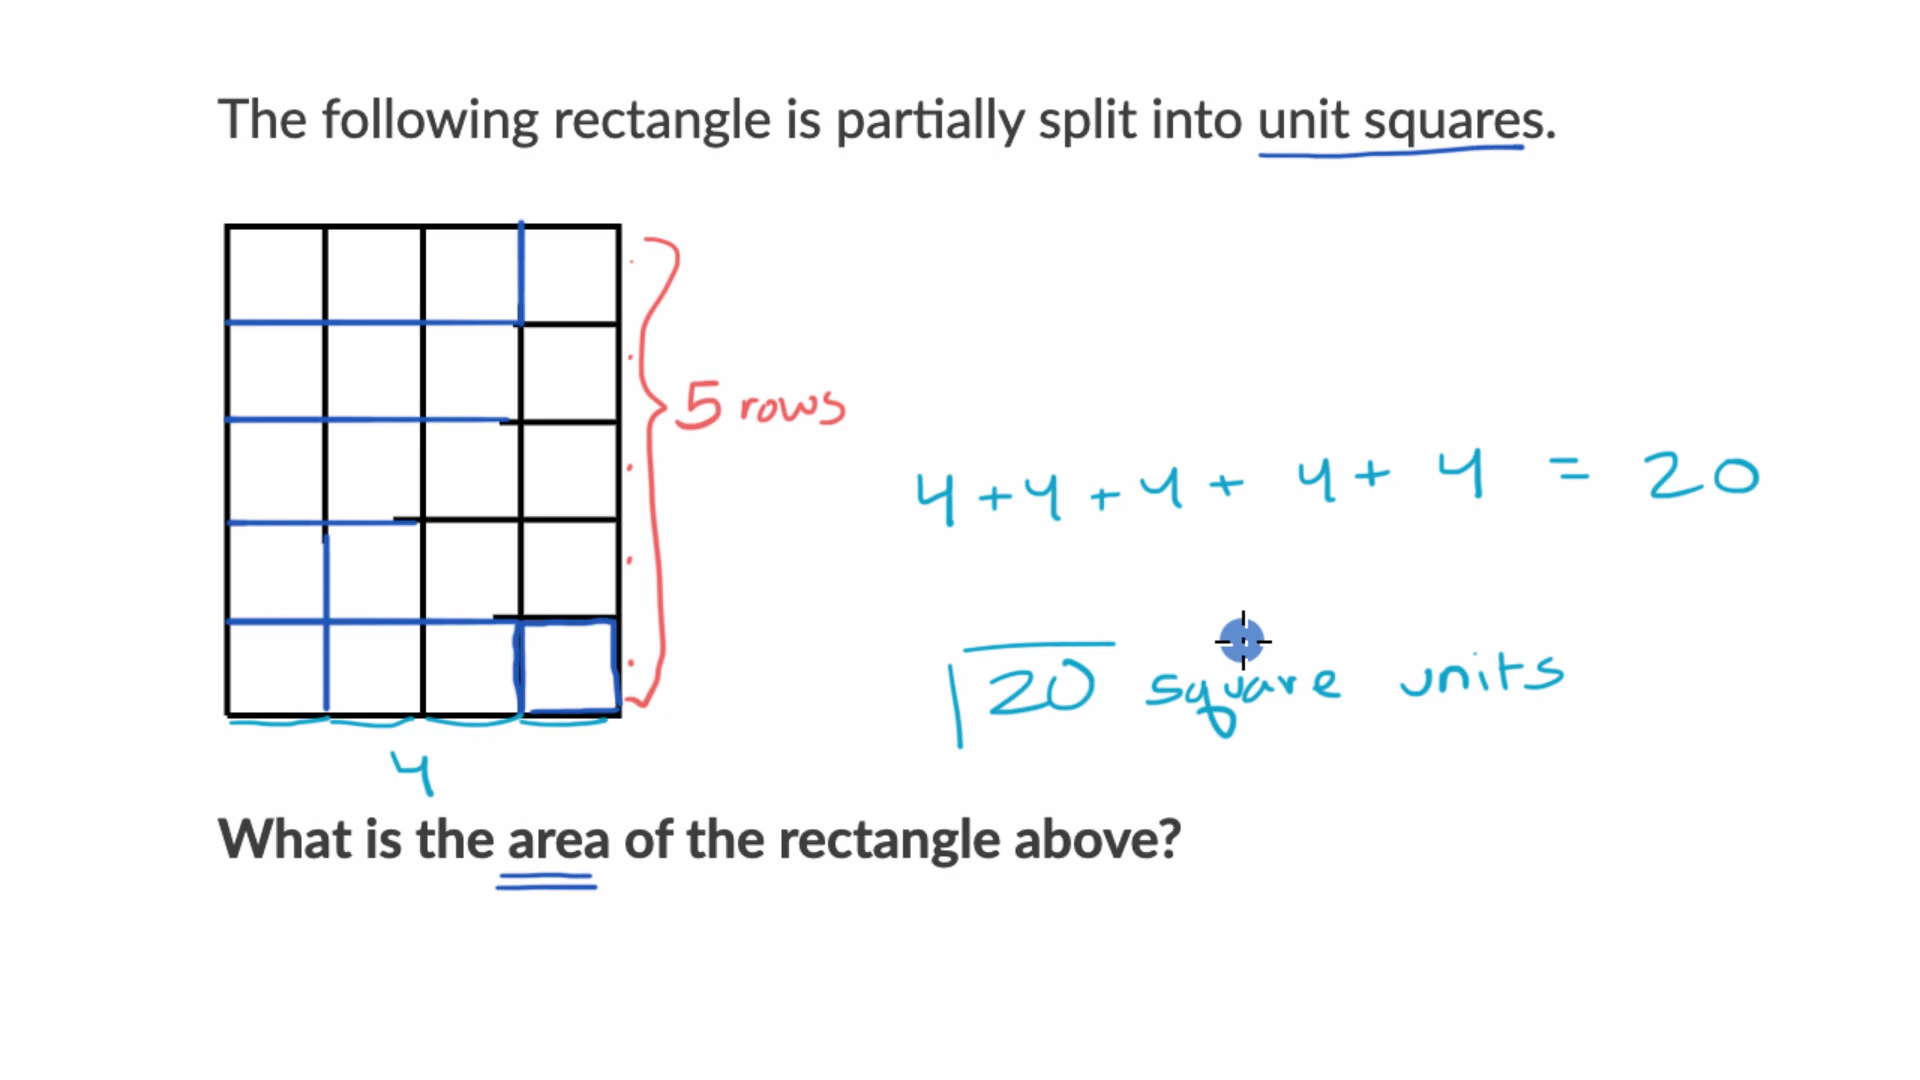 The following rectangle is partially split into unit squares.
5 rows
4+4+4+4+4 = 20
20 square units
4
What is the area of the rectangle above?